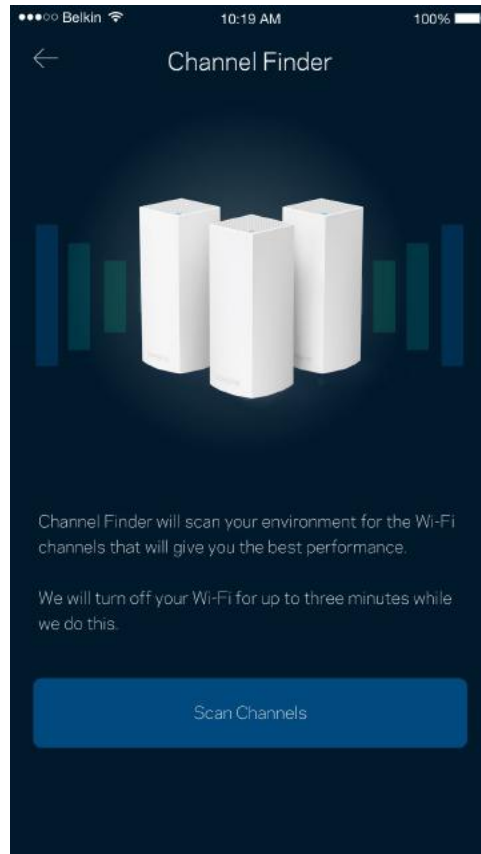 Belkin 10:19 AM 100%
Channel Finder
Channel Finder will scan your environment for the Wi-Fi
channels that will give you the best performance.
We will turn off your Wi-Fi for up to three minutes while
we do this.
Scan Channels